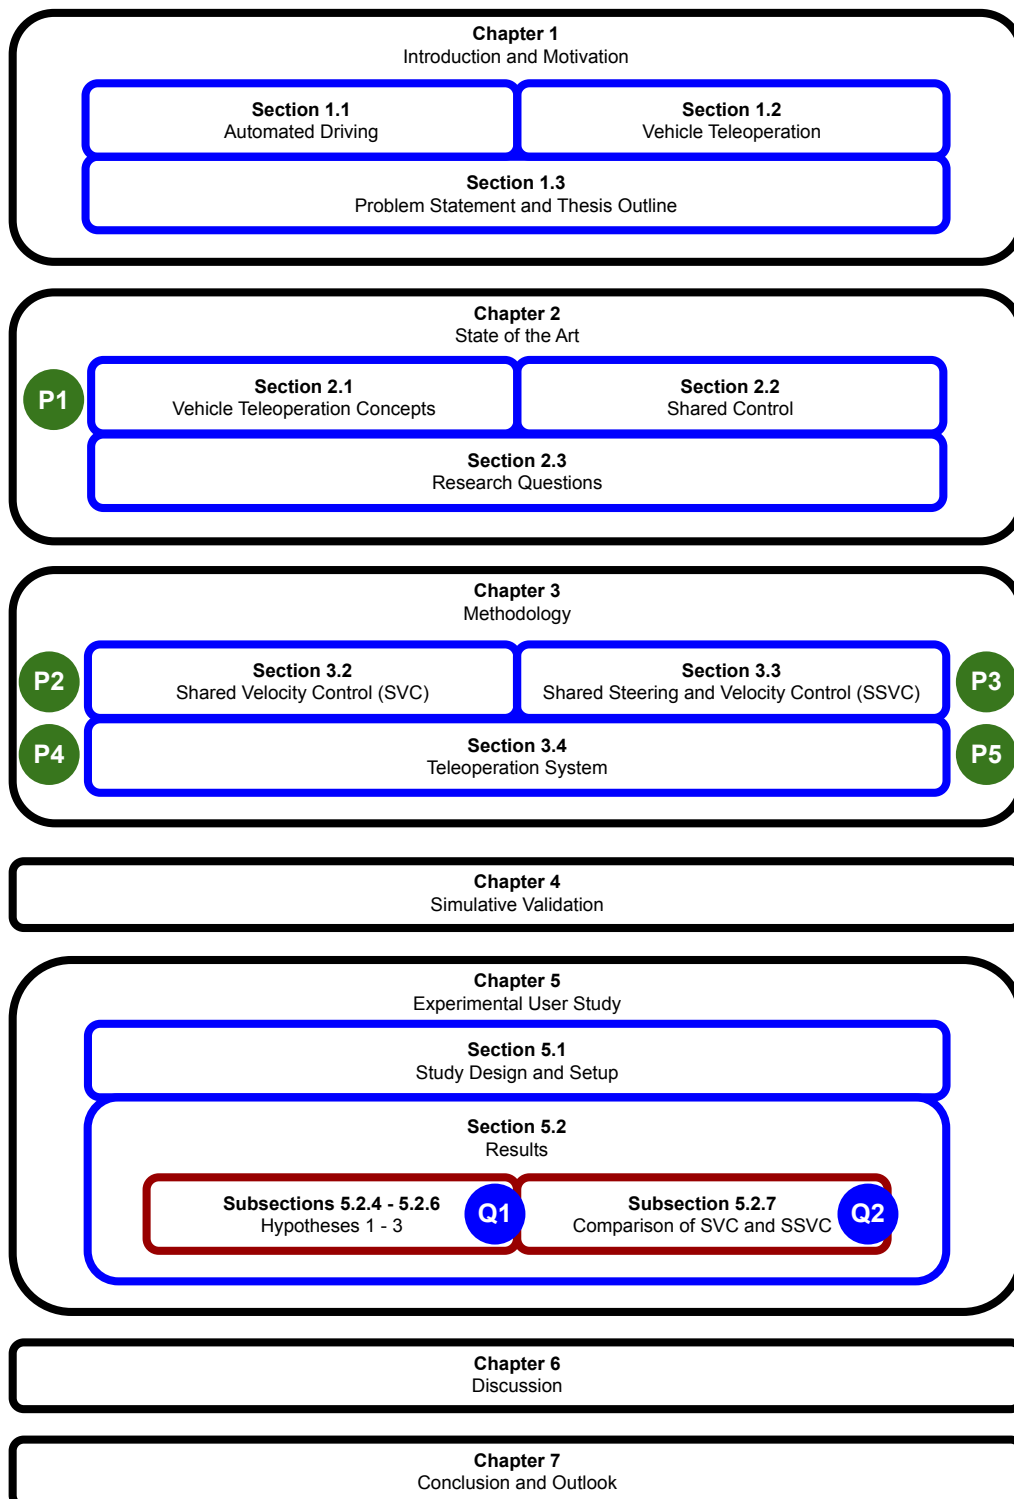 Chapter 1
Introduction and Motivation
Section 1.1
Automated Driving
Section 1.2
Vehicle Teleoperation
Section 1.3
Problem Statement and Thesis Outline
Chapter 2
State of the Art
P1
Section 2.1
Vehicle Teleoperation Concepts
Section 2.2
Shared Control
Section 2.3
Research Questions
Chapter 3
Methodology
P2
Section 3.2
Shared Velocity Control (SVC)
Section 3.3
Shared Steering and Velocity Control (SSVC)
P3
P4
Section 3.4
Teleoperation System
P5
Chapter 4
Simulative Validation
Chapter 5
Experimental User Study
Section 5.1
Study Design and Setup
Section 5.2
Results
Subsections 5.2.4 - 5.2.6
Hypotheses 1 - 3
Q1
Subsection 5.2.7
Comparison of SVC and SSVC
Q2
Chapter 6
Discussion
Chapter 7
Conclusion and Outlook